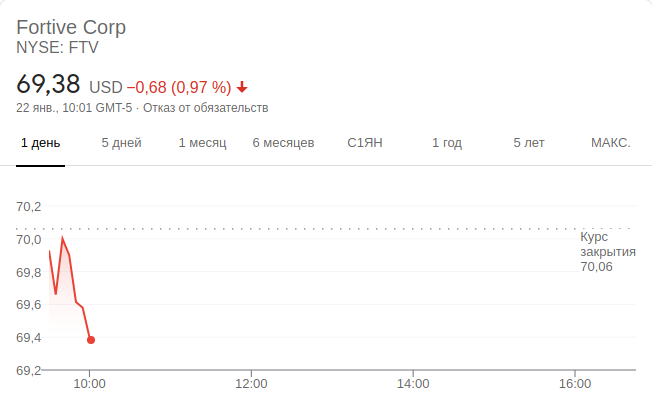 Fortive Corp
NYSE: FTV
69,38 USD −0,68 (0,97 %)
22 янв., 10:01 GMT-5 · Отказ от обязательств
1 день 5 дней 1 месяц 6 месяцев С1ЯН 1 год 5 лет МАКС.
70,2
70,0
69,8
69,6
69,4
69,2
Курс
закрытия
70,06
10:00 12:00 14:00 16:00